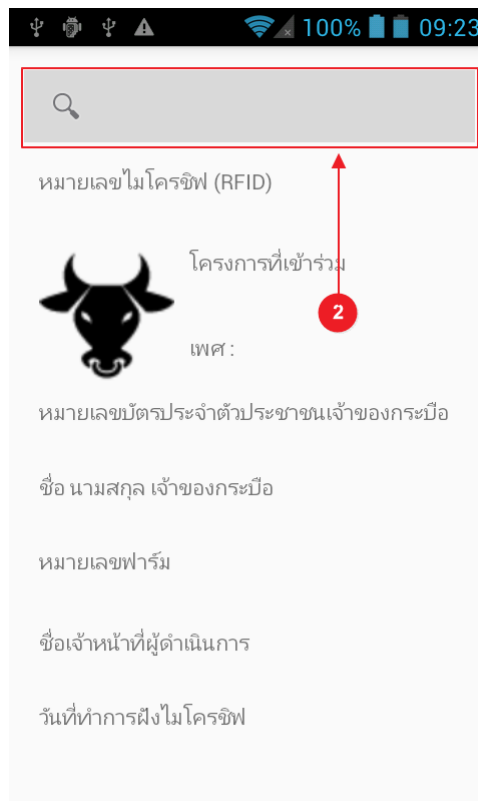 100% 09:23
หมายเลขไมโครชิฟ (RFID)
โครงการที่เข้าร่วม
2
เพศ :
หมายเลขบัตรประจำตัวประชาชนเจ้าของกระบือ
ชื่อ นามสกุล เจ้าของกระบือ
หมายเลขฟาร์ม
ชื่อเจ้าหน้าที่ผู้ดำเนินการ
วันที่ทำการฝังไมโครชิฟ